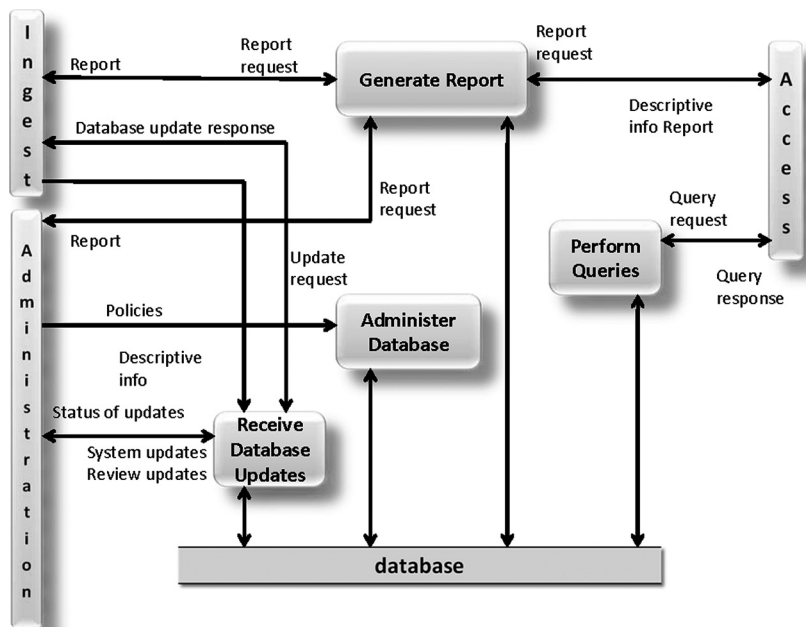 Ingest
Report
Report
request
Generate Report
Report
request
Access
Descriptive
info Report
Database update response
Report
request
Report
Query
request
Perform
Queries
Query
response
Administration
Update
request
Policies
Administer
Database
Descriptive
info
Status of updates
Receive
Database
Updates
System updates
Review updates
database